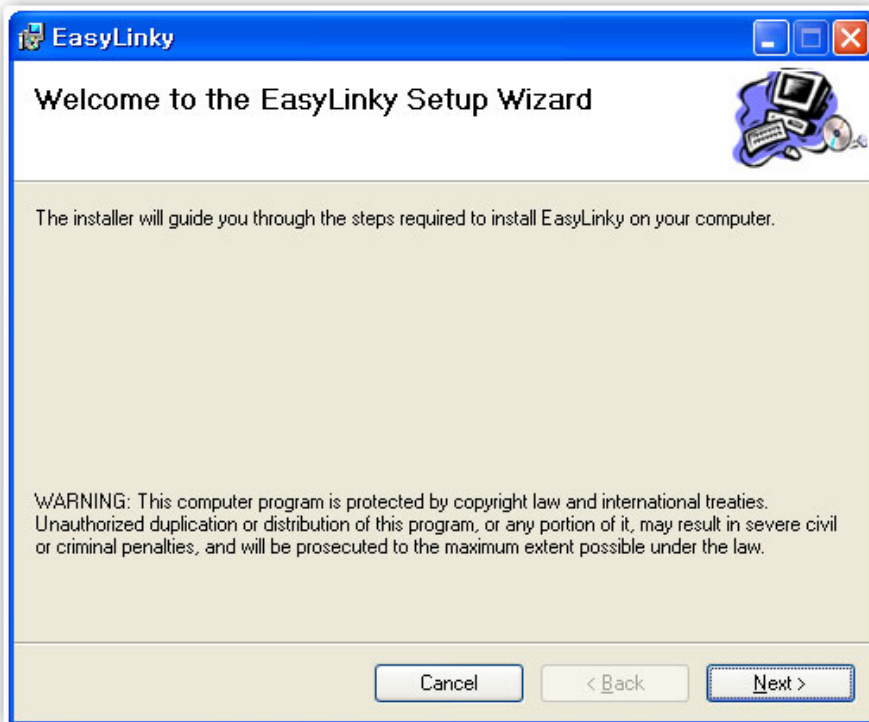 EasyLinky
Welcome to the EasyLinky Setup Wizard
The installer will guide you through the steps required to install EasyLinky on your computer.
WARNING: This computer program is protected by copyright law and international treaties.
Unauthorized duplication or distribution of this program, or any portion of it, may result in severe civil
or criminal penalties, and will be prosecuted to the maximum extent possible under the law.
Cancel < Back Next >